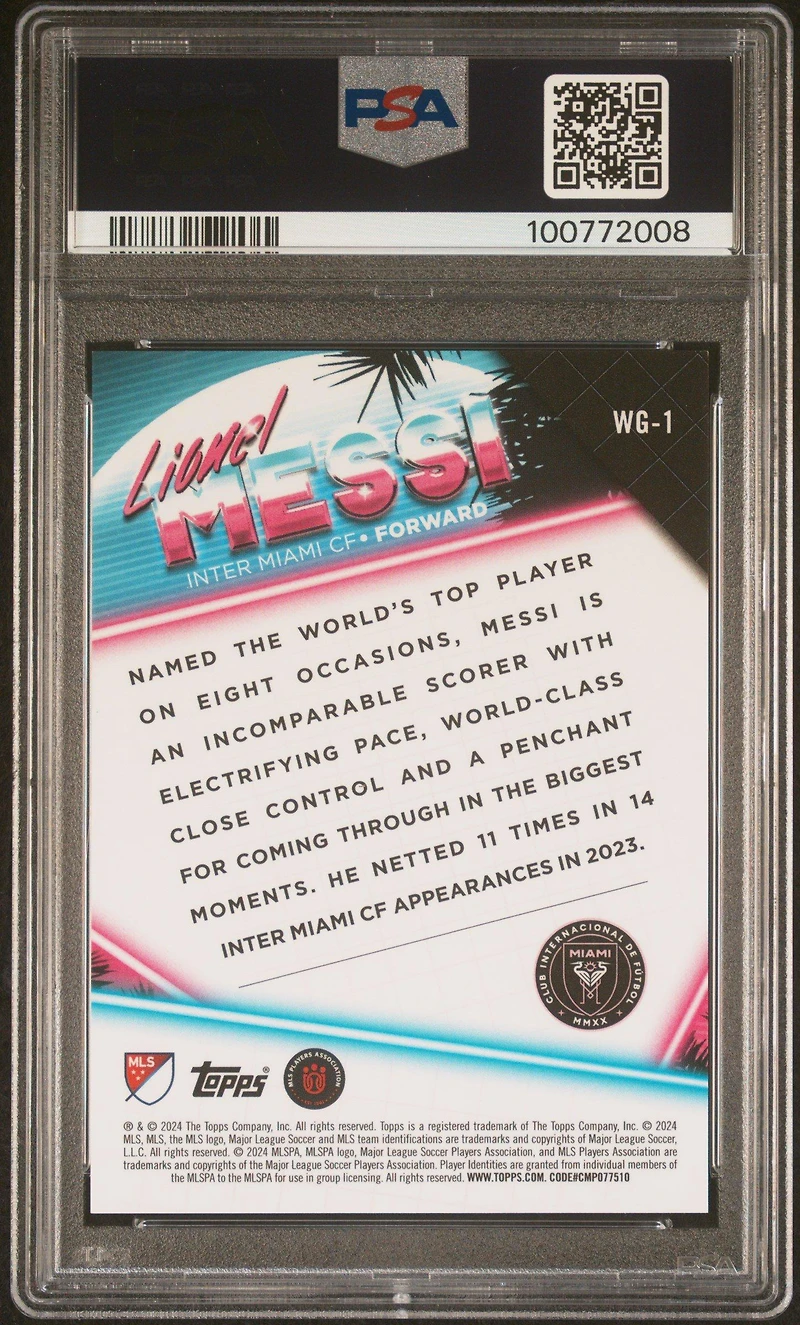 PSA
100772008
WG-1
Lionel
MESSI
INTER MIAMI CF • FORWARD
NAMED THE WORLD'S TOP PLAYER
ON EIGHT OCCASIONS, MESSI IS
AN INCOMPARABLE SCORER WITH
ELECTRIFYING PACE, WORLD-CLASS
CLOSE CONTROL AND A PENCHANT
FOR COMING THROUGH IN THE BIGGEST
MOMENTS. HE NETTED 11 TIMES IN 14
INTER MIAMI CF APPEARANCES IN 2023.
CLUB INTERNACIONAL DE FÚTBOL
MIAMI
MMXX
MLS
topps®
MLS PLAYERS ASSOCIATION
® & © 2024 The Topps Company, Inc. All rights reserved. Topps is a registered trademark of The Topps Company, Inc. © 2024
MLS, MLS, the MLS logo, Major League Soccer and MLS team identifications are trademarks and copyrights of Major League Soccer,
L.L.C. All rights reserved. © 2024 MLSPA, MLSPA logo, Major League Soccer Players Association, and MLS Players Association are
trademarks and copyrights of the Major League Soccer Players Association. Player Identities are granted from individual members of
the MLSPA to the MLSPA for use in group licensing. All rights reserved. WWW.TOPPS.COM. CODE#CMP077510
PSA